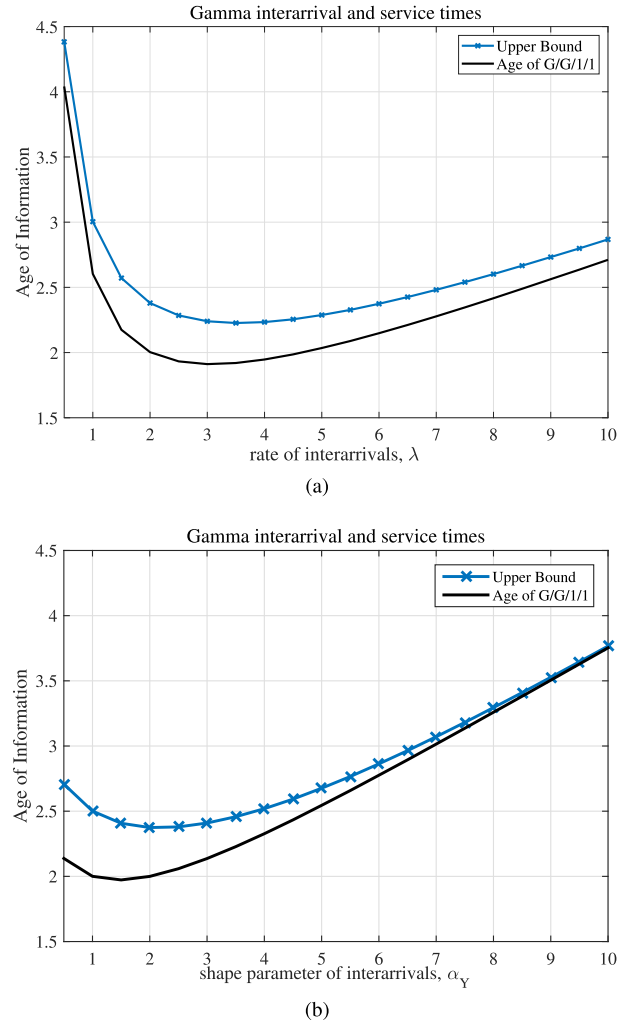 Gamma interarrival and service times
4.5
4
3.5
3
2.5
2
1.5
Age of Information
Upper Bound
Age of G/G/1/1
1 2 3 4 5 6 7 8 9 10
rate of interarrivals, λ
(a)
Gamma interarrival and service times
4.5
4
3.5
3
2.5
2
1.5
Age of Information
Upper Bound
Age of G/G/1/1
1 2 3 4 5 6 7 8 9 10
shape parameter of interarrivals, α_Y
(b)